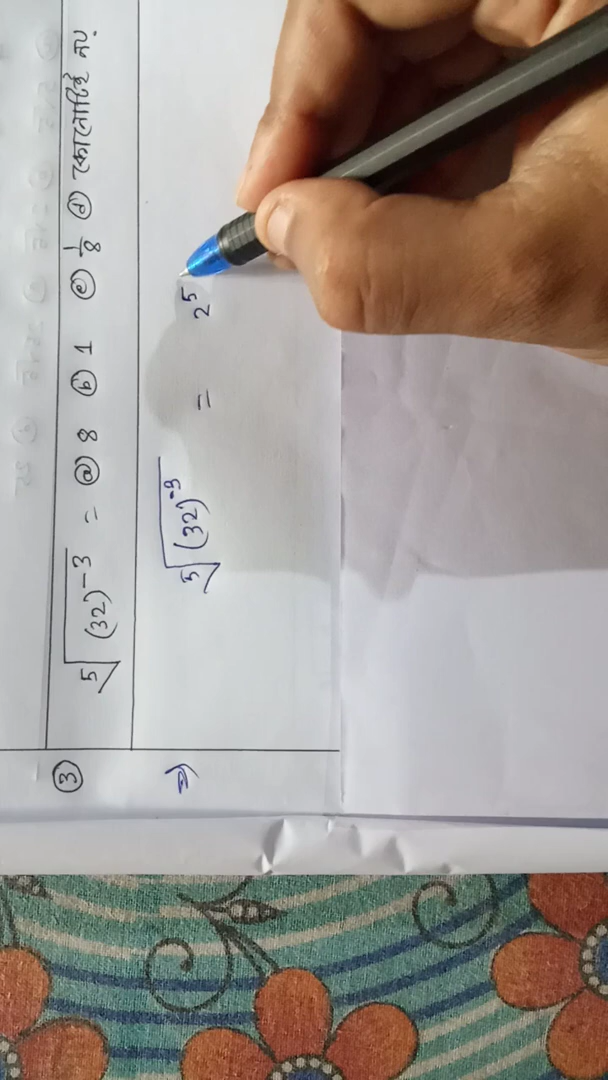 ③ ⁵√(32)⁻³ = ⓐ 8 ⓑ 1 ⓒ 1/8 ⓓ কোনোটিই নয়
⇒ ⁵√(32)⁻³ = 2⁵